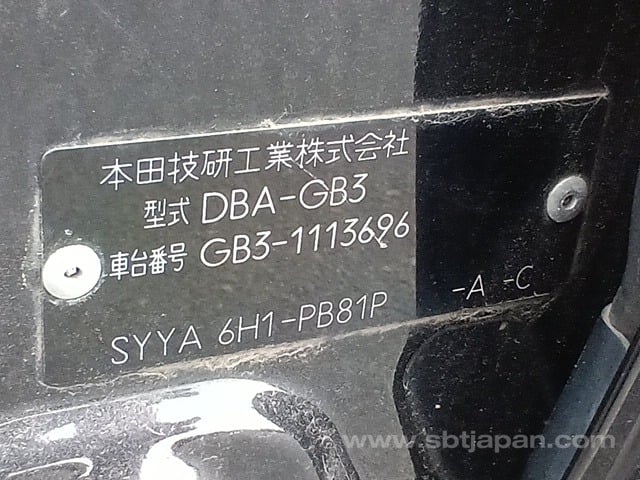 本田技研工業株式会社
型式 DBA-GB3
車台番号 GB3-1113696
SYYA 6H1-PB81P -A -C
www.sbtjapan.com